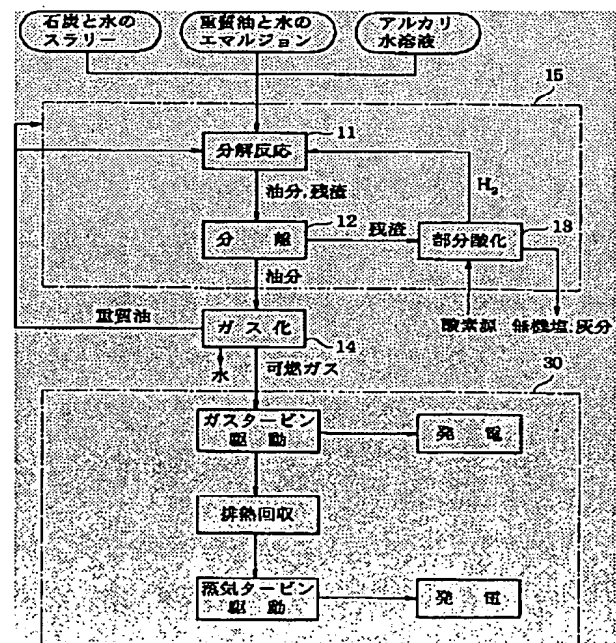 石炭と水の
スラリー
重質油と水の
エマルジョン
アルカリ
水溶液
15
11
分解反応
油分,残渣
H₂
12
分離
残渣
18
部分酸化
油分
重質油
ガス化
14
酸素源
無機塩,灰分
水
可燃ガス
30
ガスタービン
駆動
発電
排熱回収
蒸気タービン
駆動
発電